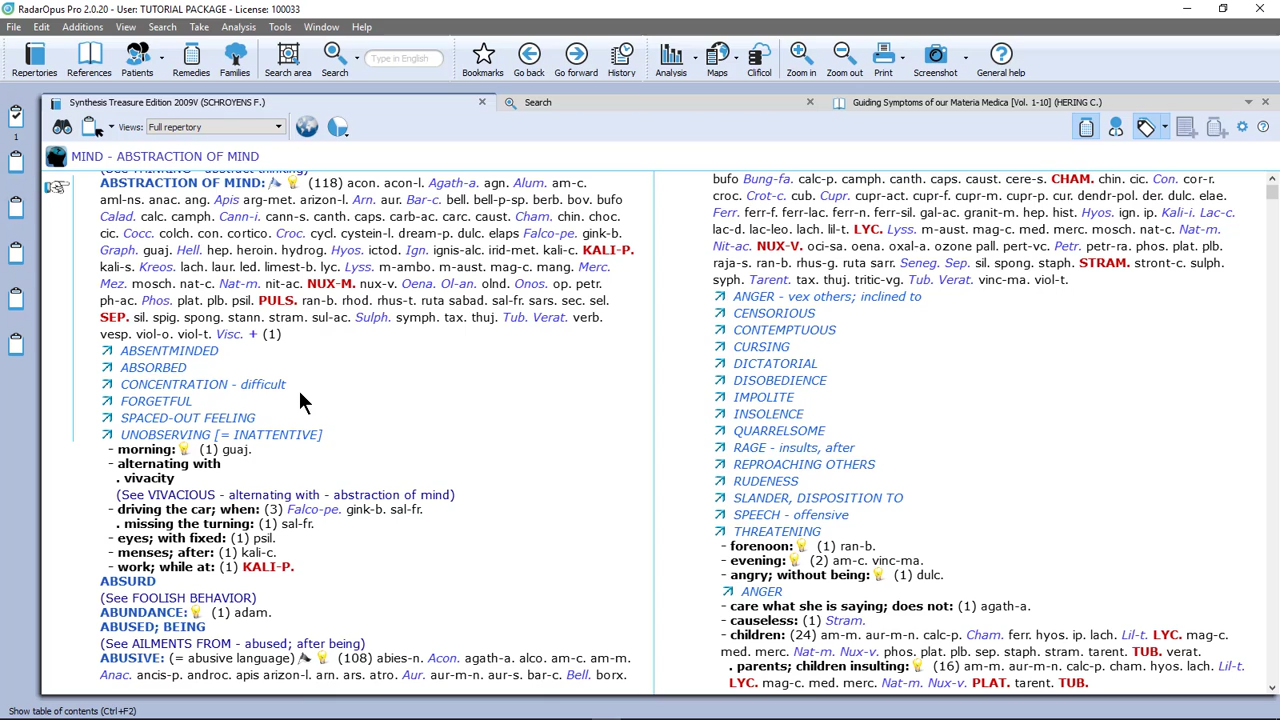 RadarOpus Pro 2.0.20 - User: TUTORIAL PACKAGE - License: 100033
File Edit Additions View Search Take Analysis Tools Window Help
Type in English
Repertories References Patients Remedies Families Search area Search Bookmarks Go back Go forward History Analysis Maps Clificol Zoom in Zoom out Print Screenshot General help
Synthesis Treasure Edition 2009V (SCHROYENS F.)
Search
Guiding Symptoms of our Materia Medica [Vol. 1-10] (HERING C.)
Views: Full repertory
1
MIND - ABSTRACTION OF MIND
(See THINKING - abstract thinking)
ABSTRACTION OF MIND: (118) acon. acon-l. Agath-a. agn. Alum. am-c.
aml-ns. anac. ang. Apis arg-met. arizon-l. Arn. aur. Bar-c. bell. bell-p-sp. berb. bov. bufo
Calad. calc. camph. Cann-i. cann-s. canth. caps. carb-ac. carc. caust. Cham. chin. choc.
cic. Cocc. colch. con. cortico. Croc. cycl. cystein-l. dream-p. dulc. elaps Falco-pe. gink-b.
Graph. guaj. Hell. hep. heroin. hydrog. Hyos. ictod. Ign. ignis-alc. irid-met. kali-c. KALI-P.
kali-s. Kreos. lach. laur. led. limest-b. lyc. Lyss. m-ambo. m-aust. mag-c. mang. Merc.
Mez. mosch. nat-c. Nat-m. nit-ac. NUX-M. nux-v. Oena. Ol-an. olnd. Onos. op. petr.
ph-ac. Phos. plat. plb. psil. PULS. ran-b. rhod. rhus-t. ruta sabad. sal-fr. sars. sec. sel.
SEP. sil. spig. spong. stann. stram. sul-ac. Sulph. symph. tax. thuj. Tub. Verat. verb.
vesp. viol-o. viol-t. Visc. + (1)
ABSENTMINDED
ABSORBED
CONCENTRATION - difficult
FORGETFUL
SPACED-OUT FEELING
UNOBSERVING [= INATTENTIVE]
- morning: (1) guaj.
- alternating with
. vivacity
(See VIVACIOUS - alternating with - abstraction of mind)
- driving the car; when: (3) Falco-pe. gink-b. sal-fr.
. missing the turning: (1) sal-fr.
- eyes; with fixed: (1) psil.
- menses; after: (1) kali-c.
- work; while at: (1) KALI-P.
ABSURD
(See FOOLISH BEHAVIOR)
ABUNDANCE: (1) adam.
ABUSED; BEING
(See AILMENTS FROM - abused; after being)
ABUSIVE: (= abusive language) (108) abies-n. Acon. agath-a. alco. am-c. am-m.
Anac. ancis-p. androc. apis arizon-l. arn. ars. atro. Aur. aur-m-n. aur-s. bar-c. Bell. borx.
bufo Bung-fa. calc-p. camph. canth. caps. caust. cere-s. CHAM. chin. cic. Con. cor-r.
croc. Crot-c. cub. Cupr. cupr-act. cupr-f. cupr-m. cupr-p. cur. dendr-pol. der. dulc. elae.
Ferr. ferr-f. ferr-lac. ferr-n. ferr-sil. gal-ac. granit-m. hep. hist. Hyos. ign. ip. Kali-i. Lac-c.
lac-d. lac-leo. lach. lil-t. LYC. Lyss. m-aust. mag-c. med. merc. mosch. nat-c. Nat-m.
Nit-ac. NUX-V. oci-sa. oena. oxal-a. ozone pall. pert-vc. Petr. petr-ra. phos. plat. plb.
raja-s. ran-b. rhus-g. ruta sarr. Seneg. Sep. sil. spong. staph. STRAM. stront-c. sulph.
syph. Tarent. tax. thuj. tritic-vg. Tub. Verat. vinc-ma. viol-t.
ANGER - vex others; inclined to
CENSORIOUS
CONTEMPTUOUS
CURSING
DICTATORIAL
DISOBEDIENCE
IMPOLITE
INSOLENCE
QUARRELSOME
RAGE - insults, after
REPROACHING OTHERS
RUDENESS
SLANDER, DISPOSITION TO
SPEECH - offensive
THREATENING
- forenoon: (1) ran-b.
- evening: (2) am-c. vinc-ma.
- angry; without being: (1) dulc.
ANGER
- care what she is saying; does not: (1) agath-a.
- causeless: (1) Stram.
- children: (24) am-m. aur-m-n. calc-p. Cham. ferr. hyos. ip. lach. Lil-t. LYC. mag-c.
med. merc. Nat-m. Nux-v. phos. plat. plb. sep. staph. stram. tarent. TUB. verat.
. parents; children insulting: (16) am-m. aur-m-n. calc-p. cham. hyos. lach. Lil-t.
LYC. mag-c. med. merc. Nat-m. Nux-v. PLAT. tarent. TUB.
Show table of contents (Ctrl+F2)